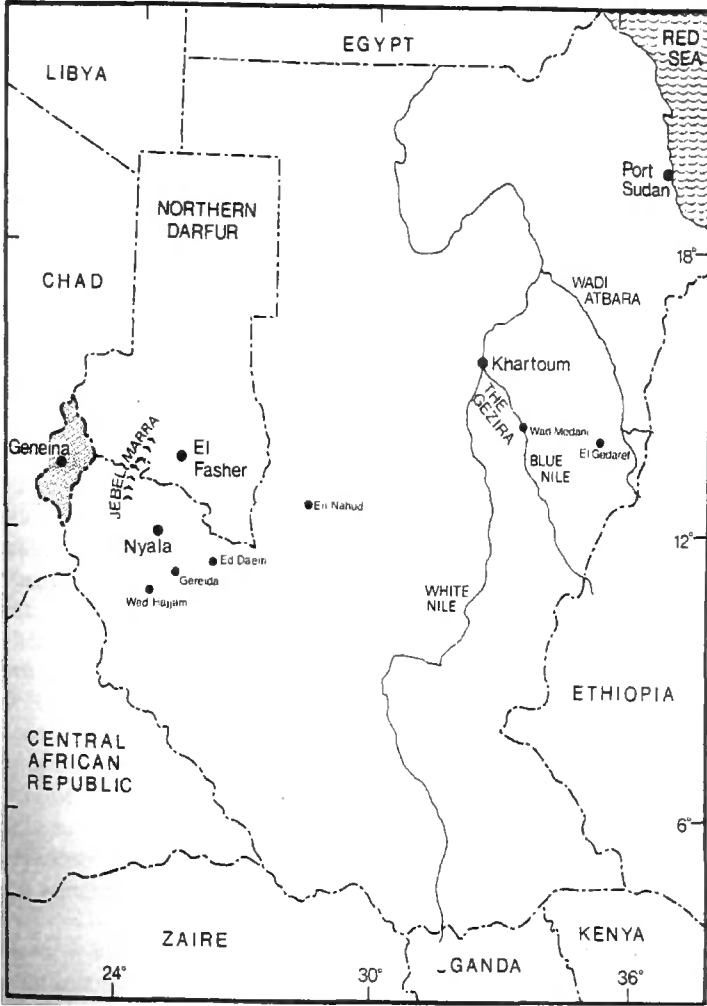 EGYPT
RED
SEA
LIBYA
Port
Sudan
NORTHERN
DARFUR
18°
CHAD
WADI
ATBARA
Khartoum
THE
GEZIRA
Geneina
JEBEL MARRA
El
Fasher
Wad Medani
El Gedaref
BLUE
NILE
En Nahud
12°
Nyala
Ed Daein
Gereida
Wad Hajjam
WHITE
NILE
ETHIOPIA
CENTRAL
AFRICAN
REPUBLIC
6°
ZAIRE
KENYA
UGANDA
24°
30°
36°